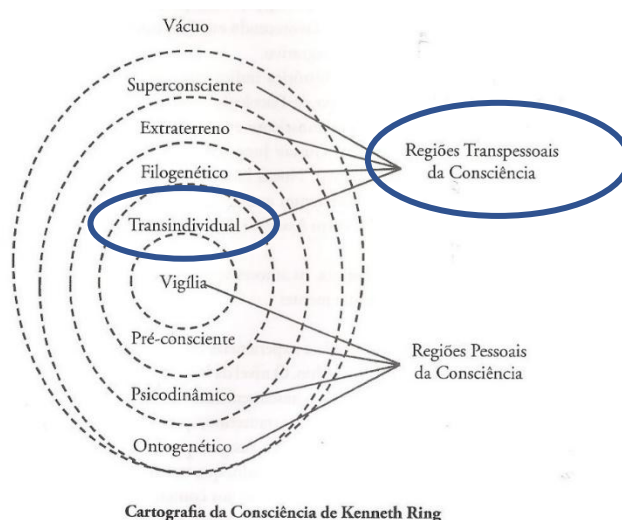 Vácuo
Superconsciente
Extraterreno
Filogenético
Transindividual
Vigília
Pré-consciente
Psicodinâmico
Ontogenético
Regiões Transpessoais
da Consciência
Regiões Pessoais
da Consciência
Cartografia da Consciência de Kenneth Ring